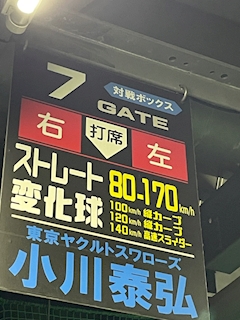 対戦ボックス
7
GATE
右 打席 左
ストレート 80.170km/h
変化球
100km/h 縦カーブ
120km/h 縦カーブ
140km/h 高速スライダー
東京ヤクルトスワローズ
小川泰弘